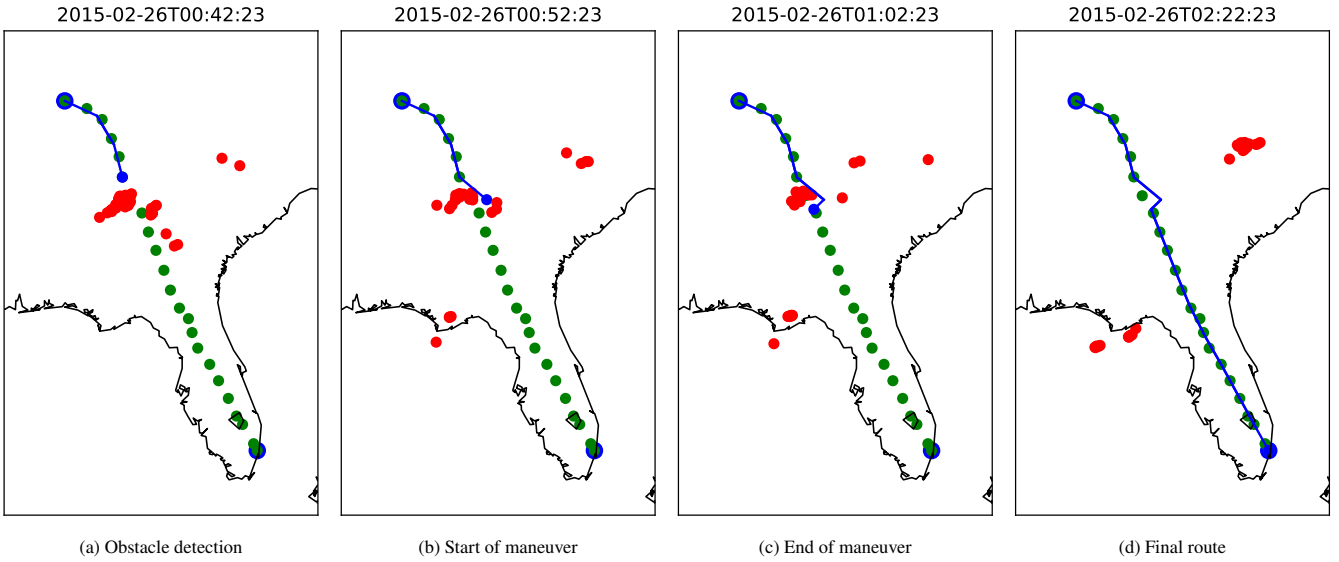 2015-02-26T00:42:23
2015-02-26T00:52:23
2015-02-26T01:02:23
2015-02-26T02:22:23
(a) Obstacle detection
(b) Start of maneuver
(c) End of maneuver
(d) Final route